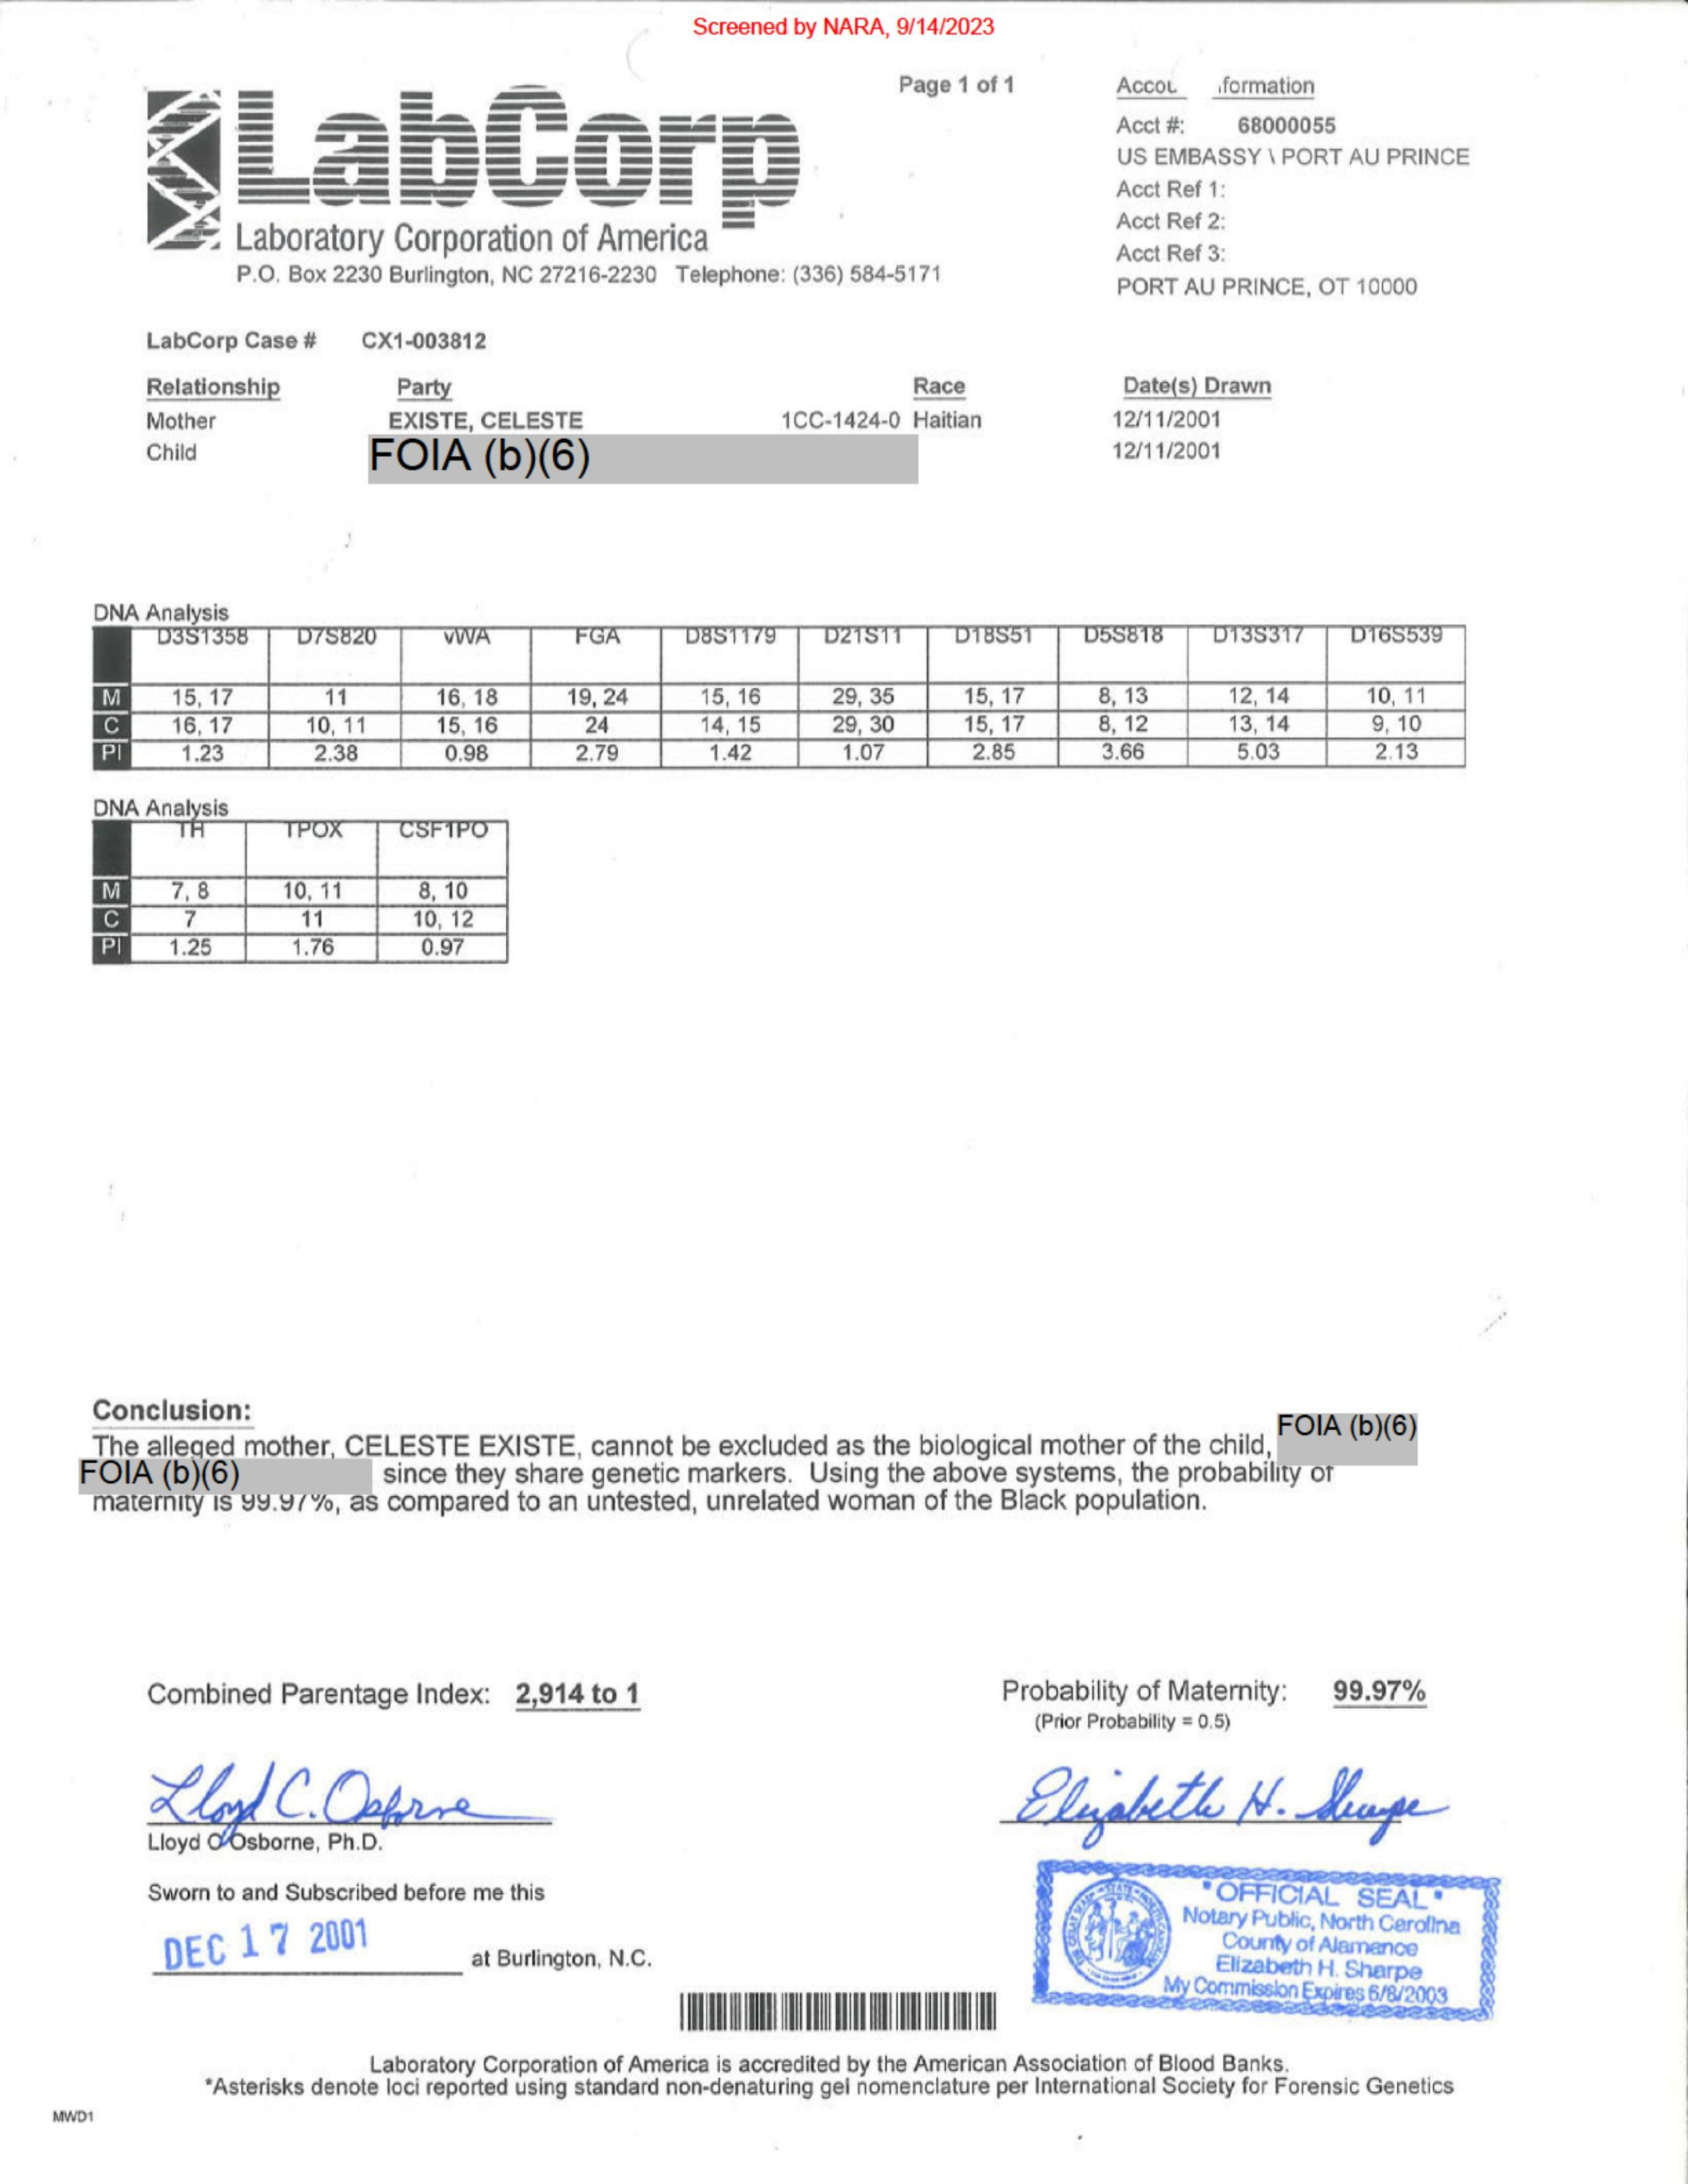 Screened by NARA, 9/14/2023
LabCorp
Laboratory Corporation of America
P.O. Box 2230 Burlington, NC 27216-2230 Telephone: (336) 584-5171
Page 1 of 1
Accou formation
Acct #: 68000055
US EMBASSY \ PORT AU PRINCE
Acct Ref 1:
Acct Ref 2:
Acct Ref 3:
PORT AU PRINCE, OT 10000
LabCorp Case # CX1-003812
Relationship Party Race Date(s) Drawn
Mother EXISTE, CELESTE 1CC-1424-0 Haitian 12/11/2001
Child FOIA (b)(6) 12/11/2001
DNA Analysis
D3S1358 D7S820 vWA FGA D8S1179 D21S11 D18S51 D5S818 D13S317 D16S539
M 15, 17 11 16, 18 19, 24 15, 16 29, 35 15, 17 8, 13 12, 14 10, 11
C 16, 17 10, 11 15, 16 24 14, 15 29, 30 15, 17 8, 12 13, 14 9, 10
PI 1.23 2.38 0.98 2.79 1.42 1.07 2.85 3.66 5.03 2.13
DNA Analysis
TH TPOX CSF1PO
M 7, 8 10, 11 8, 10
C 7 11 10, 12
PI 1.25 1.76 0.97
Conclusion:
The alleged mother, CELESTE EXISTE, cannot be excluded as the biological mother of the child, FOIA (b)(6)
FOIA (b)(6) since they share genetic markers. Using the above systems, the probability of
maternity is 99.97%, as compared to an untested, unrelated woman of the Black population.
Combined Parentage Index: 2,914 to 1
Probability of Maternity: 99.97%
(Prior Probability = 0.5)
Lloyd C. Osborne
Elizabeth H. Sharpe
Lloyd C Osborne, Ph.D.
Sworn to and Subscribed before me this
DEC 17 2001
at Burlington, N.C.
"OFFICIAL SEAL"
Notary Public, North Carolina
County of Alamance
Elizabeth H. Sharpe
My Commission Expires 6/8/2003
Laboratory Corporation of America is accredited by the American Association of Blood Banks.
*Asterisks denote loci reported using standard non-denaturing gel nomenclature per International Society for Forensic Genetics
MWD1